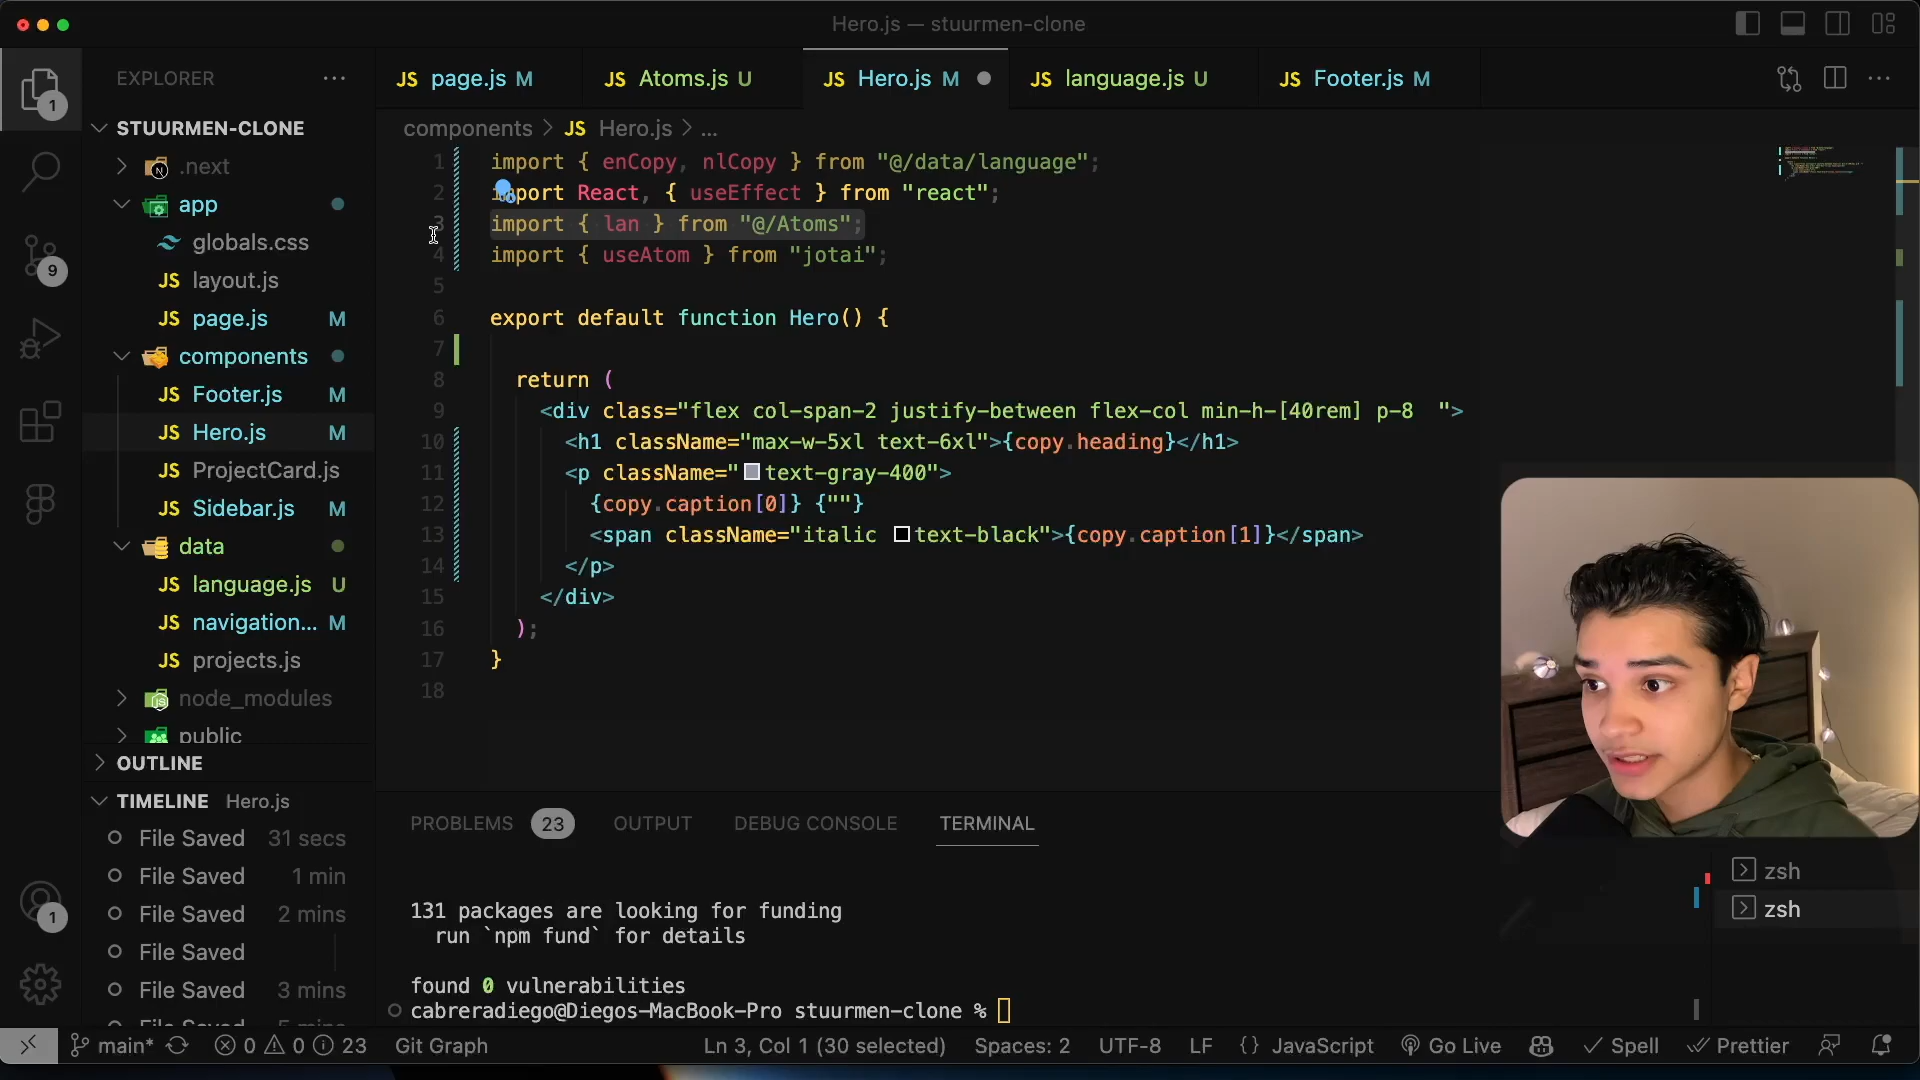 Hero.js — stuurmen-clone
EXPLORER
JS page.js M
JS Atoms.js U
JS Hero.js M
JS language.js U
JS Footer.js M
1
STUURMEN-CLONE
.next
app
globals.css
JS layout.js
JS page.js M
components
JS Footer.js M
JS Hero.js M
JS ProjectCard.js
JS Sidebar.js M
data
JS language.js U
JS navigation... M
JS projects.js
node_modules
public
OUTLINE
TIMELINE Hero.js
File Saved 31 secs
File Saved 1 min
File Saved 2 mins
File Saved
File Saved 3 mins
9
1
components > JS Hero.js > ...
1 import { enCopy, nlCopy } from "@/data/language";
2 import React, { useEffect } from "react";
3 import { lan } from "@/Atoms";
4 import { useAtom } from "jotai";
5
6 export default function Hero() {
7
8 return (
9 <div class="flex col-span-2 justify-between flex-col min-h-[40rem] p-8  ">
10 <h1 className="max-w-5xl text-6xl">{copy.heading}</h1>
11 <p className="text-gray-400">
12 {copy.caption[0]} {""}
13 <span className="italic text-black">{copy.caption[1]}</span>
14 </p>
15 </div>
16 );
17 }
18
PROBLEMS 23 OUTPUT DEBUG CONSOLE TERMINAL
131 packages are looking for funding
run `npm fund` for details
found 0 vulnerabilities
cabreradiego@Diegos-MacBook-Pro stuurmen-clone %
zsh
zsh
main* 0 0 23 Git Graph Ln 3, Col 1 (30 selected) Spaces: 2 UTF-8 LF {} JavaScript Go Live Spell Prettier